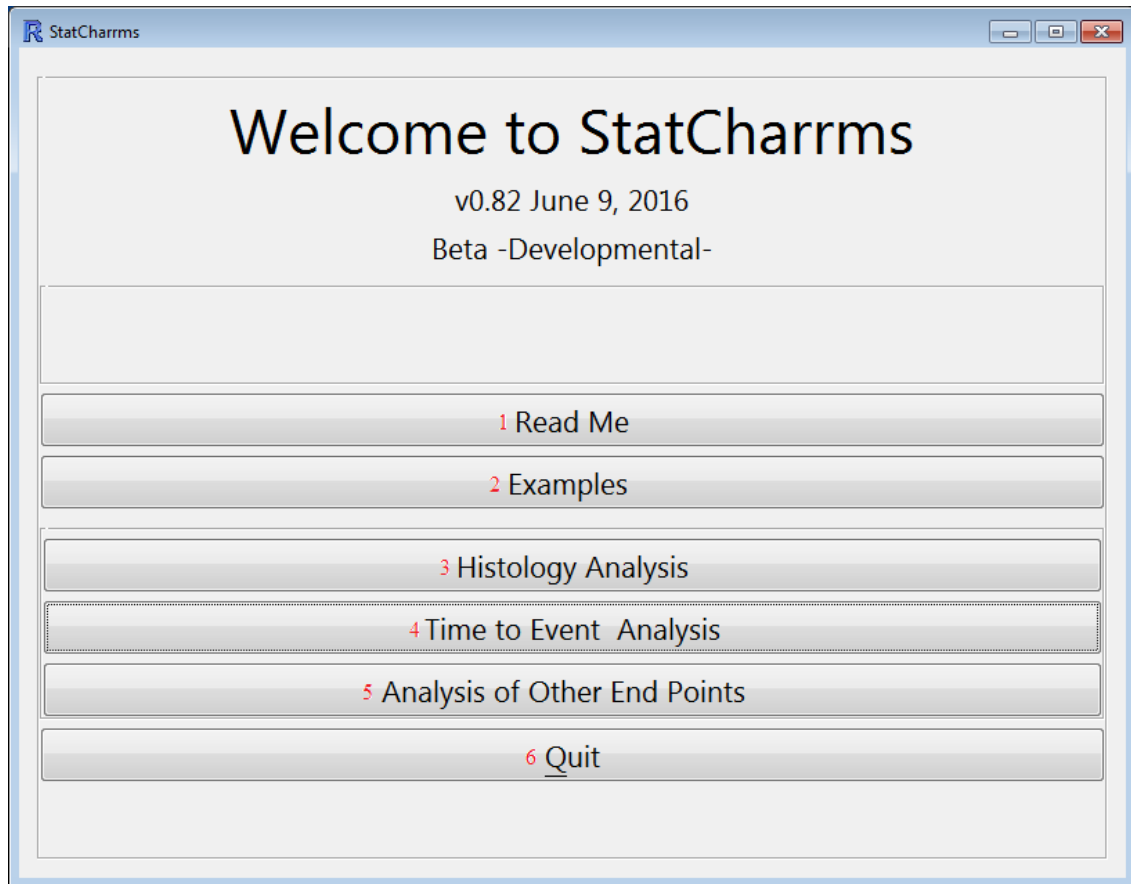 StatCharrms
Welcome to StatCharrms
v0.82 June 9, 2016
Beta -Developmental-
1 Read Me
2 Examples
3 Histology Analysis
4 Time to Event  Analysis
5 Analysis of Other End Points
6 Quit